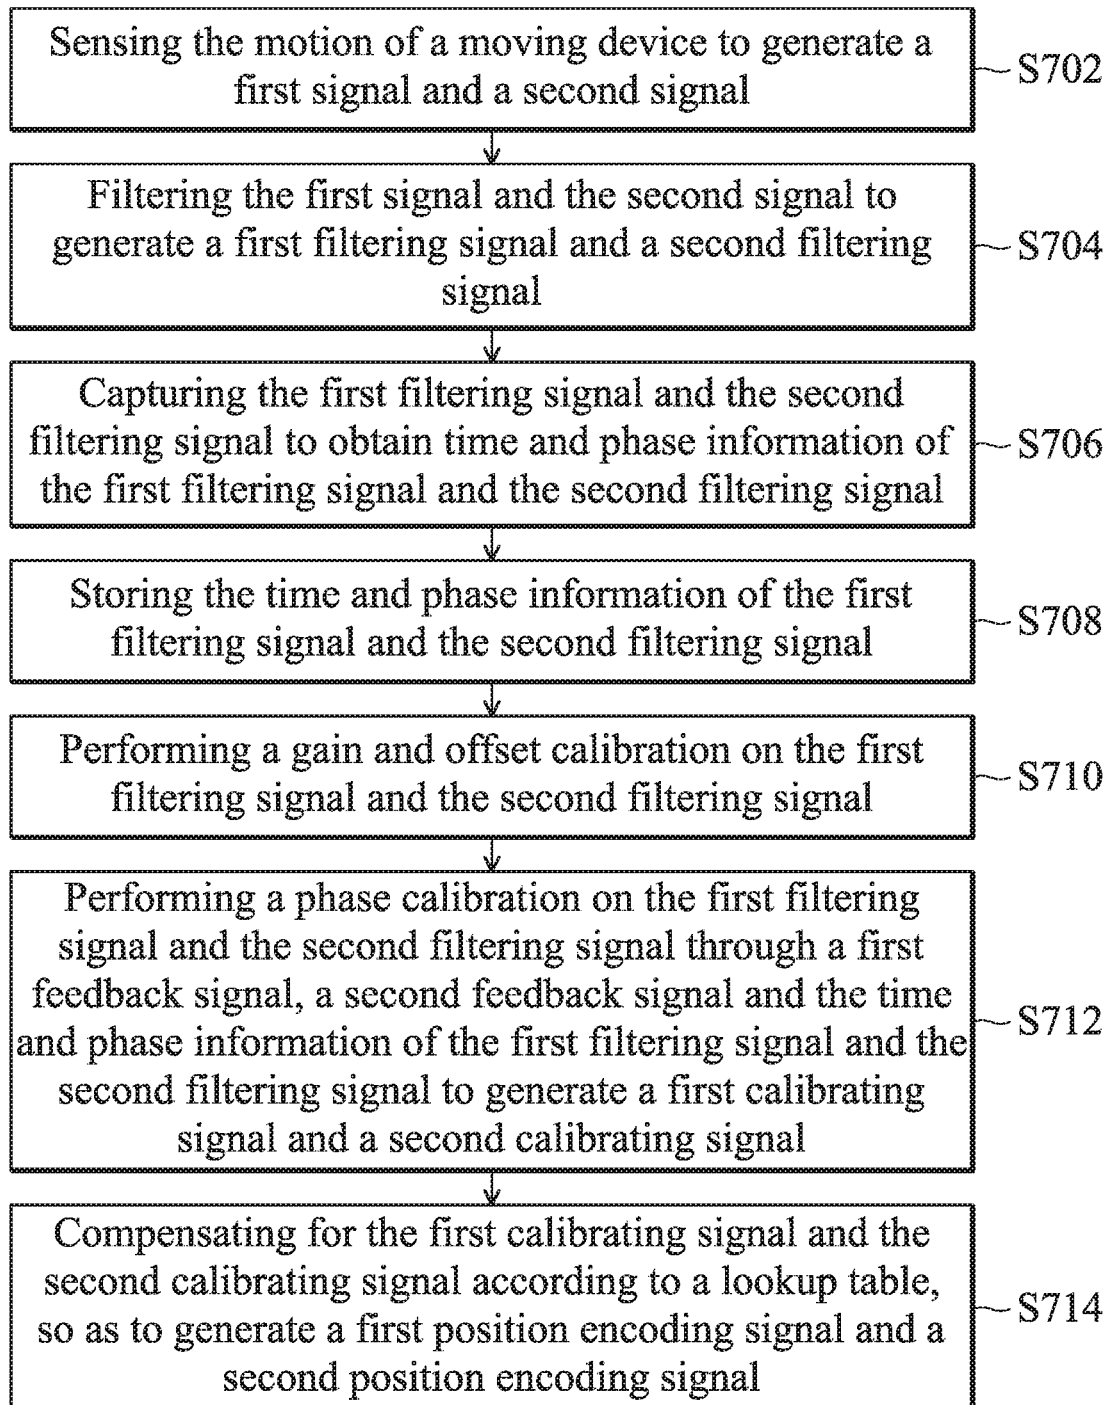 Sensing the motion of a moving device to generate a
first signal and a second signal
S702
Filtering the first signal and the second signal to
generate a first filtering signal and a second filtering
signal
S704
Capturing the first filtering signal and the second
filtering signal to obtain time and phase information of
the first filtering signal and the second filtering signal
S706
Storing the time and phase information of the first
filtering signal and the second filtering signal
S708
Performing a gain and offset calibration on the first
filtering signal and the second filtering signal
S710
Performing a phase calibration on the first filtering
signal and the second filtering signal through a first
feedback signal, a second feedback signal and the time
and phase information of the first filtering signal and the
second filtering signal to generate a first calibrating
signal and a second calibrating signal
S712
Compensating for the first calibrating signal and the
second calibrating signal according to a lookup table,
so as to generate a first position encoding signal and a
second position encoding signal
S714